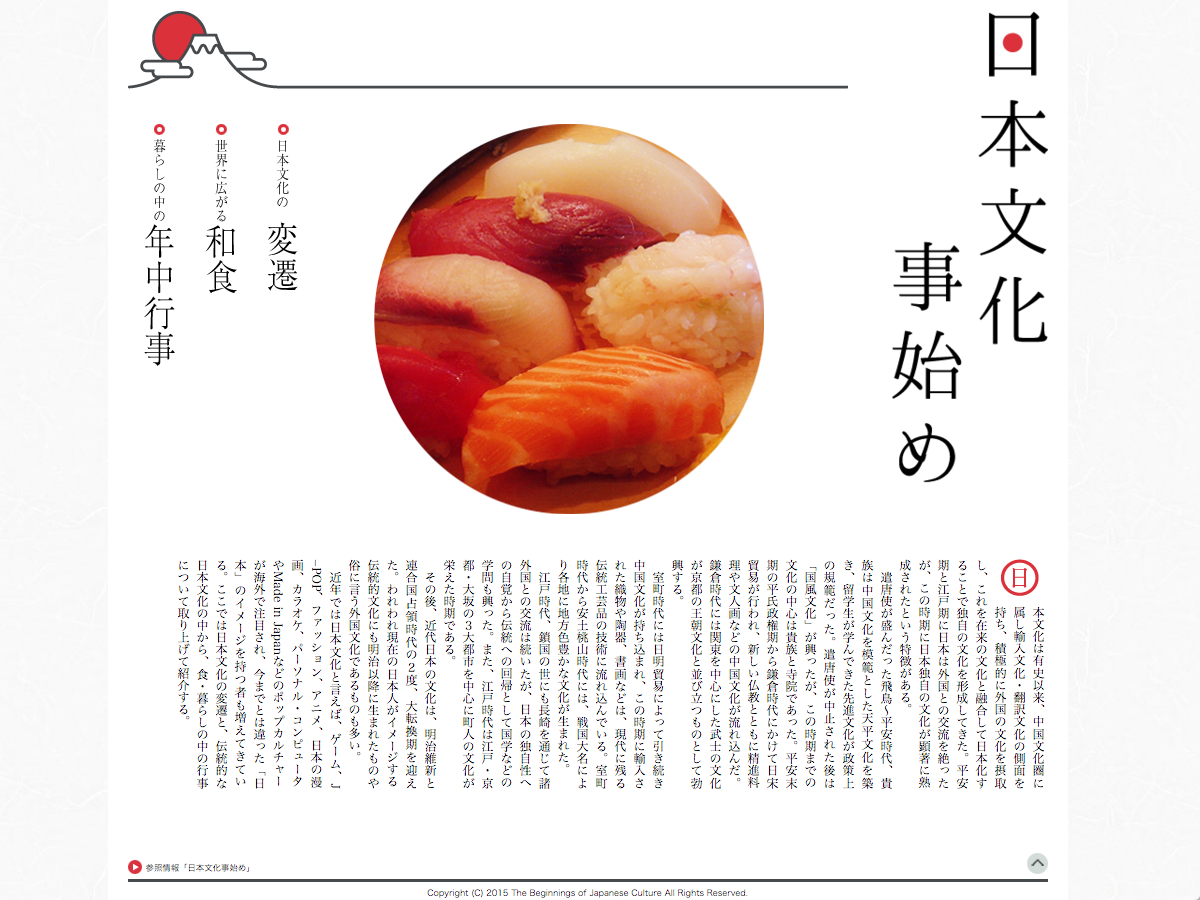 日本文化
事始め
日本文化の 変遷
世界に広がる 和食
暮らしの中の 年中行事
日
本文化は有史以来、中国文化圏に
属し輸入文化・翻訳文化の側面を
持ち、積極的に外国の文化を摂取
し、これを在来の文化と融合して日本化す
ることで独自の文化を形成してきた。平安
期と江戸期に日本は外国との交流を絶った
が、この時期に日本独自の文化が顕著に熟
成されたという特徴がある。
遣唐使が盛んだった飛鳥〜平安時代、貴
族は中国文化を模範とした天平文化を築
き、留学生が学んできた先進文化が政策上
の規範だった。遣唐使が中止された後は
「国風文化」が興ったが、この時期までの
文化の中心は貴族と寺院であった。平安末
期の平氏政権期から鎌倉時代にかけて日宋
貿易が行われ、新しい仏教とともに精進料
理や文人画などの中国文化が流れ込んだ。
鎌倉時代には関東を中心にした武士の文化
が京都の王朝文化と並び立つものとして勃
興する。
室町時代には日明貿易によって引き続き
中国文化が持ち込まれ、この時期に輸入さ
れた織物や陶器、書画などは、現代に残る
伝統工芸品の技術に流れ込んでいる。室町
時代から安土桃山時代には、戦国大名によ
り各地に地方色豊かな文化が生まれた。
江戸時代、鎖国の世にも長崎を通じて諸
外国との交流は続いたが、日本の独自性へ
の自覚から伝統への回帰として国学などの
学問も興った。また、江戸時代は江戸・京
都・大坂の３大都市を中心に町人の文化が
栄えた時期である。
その後、近代日本の文化は、明治維新と
連合国占領時代の２度、大転換期を迎え
た。われわれ現在の日本人がイメージする
伝統的文化にも明治以降に生まれたものや
俗に言う外国文化であるものも多い。
近年では日本文化と言えば、ゲーム、J
–POP、ファッション、アニメ、日本の漫
画、カラオケ、パーソナル・コンピュータ
やMade in Japanなどのポップカルチャー
が海外で注目され、今までとは違った「日
本」のイメージを持つ者も増えてきてい
る。ここでは日本文化の変遷と、伝統的な
日本文化の中から、食、暮らしの中の行事
について取り上げて紹介する。
参照情報「日本文化事始め」
Copyright (C) 2015 The Beginnings of Japanese Culture All Rights Reserved.